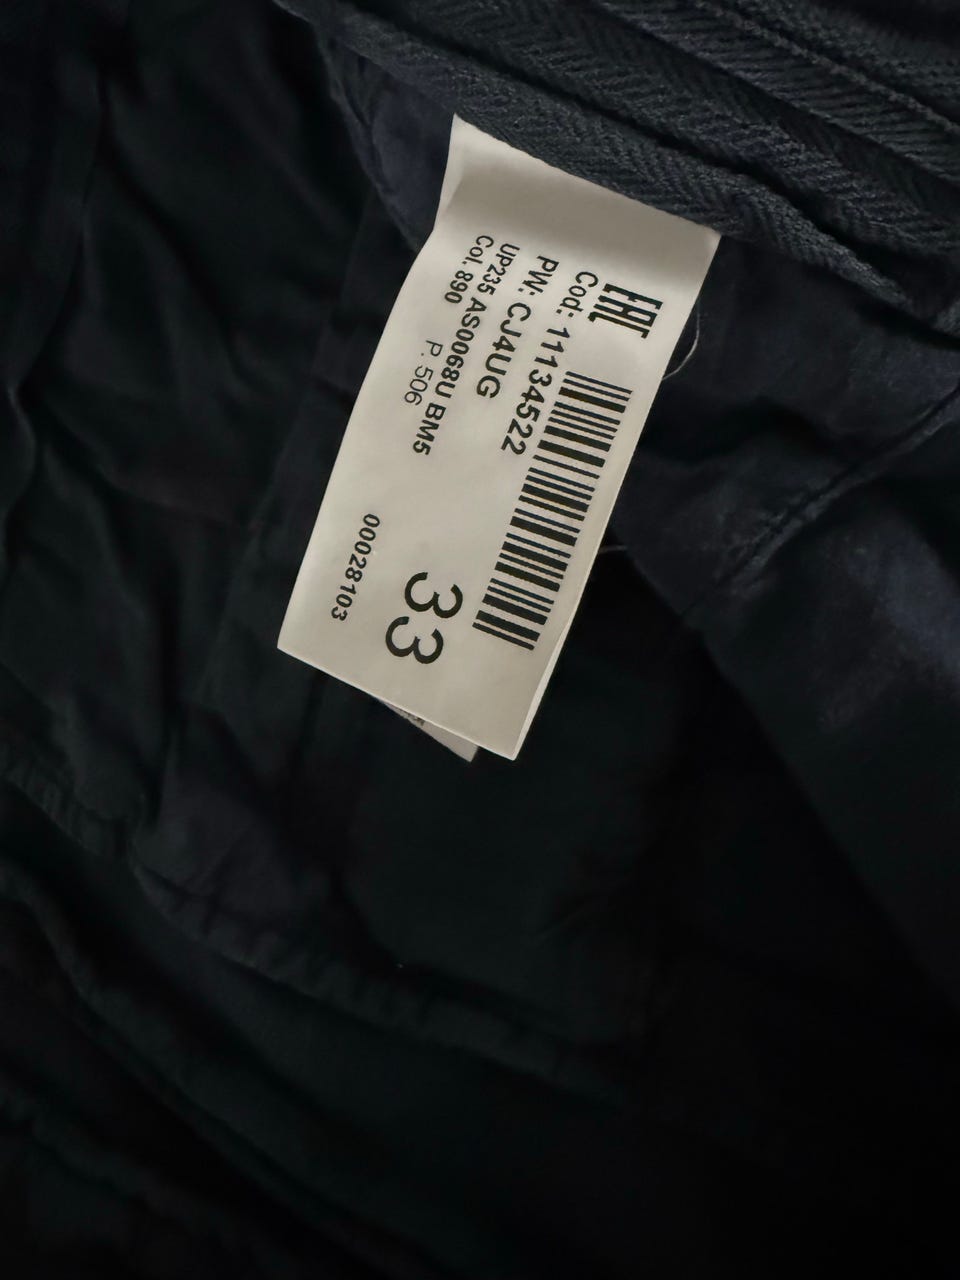 EAC
Cod: 11134522
PW: CJ4UG
UP235 AS0068U BM5
Col. 890 P. 506
33
00028103